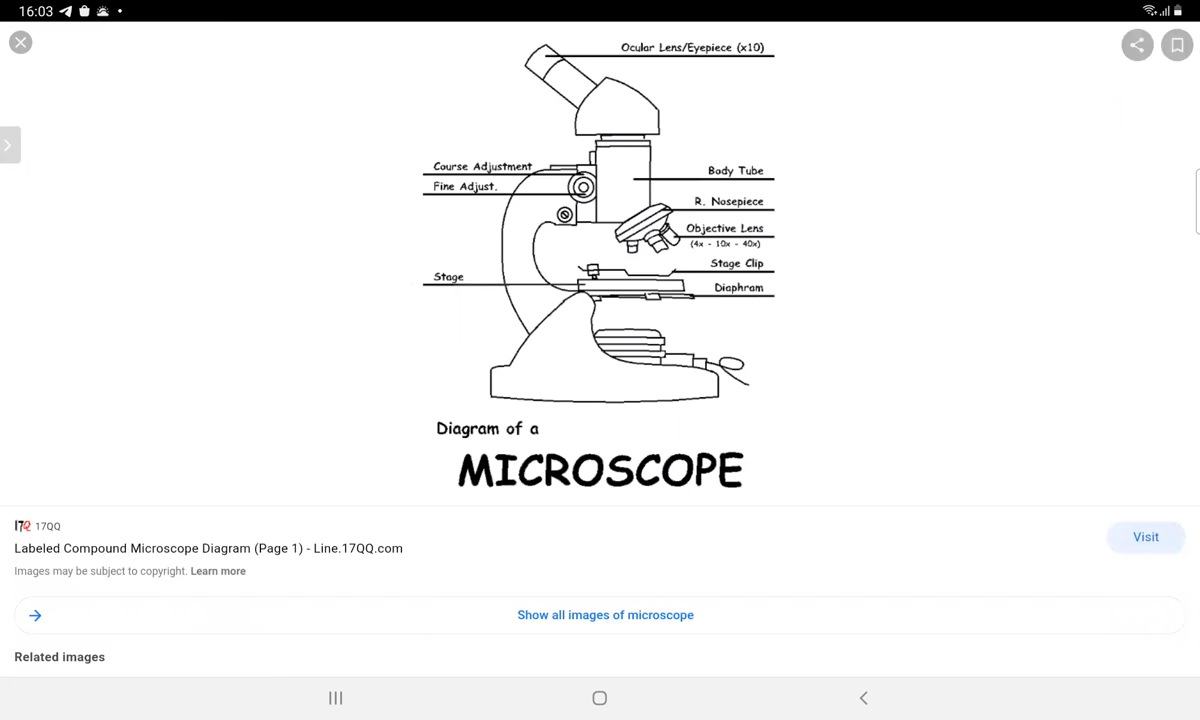 16:03
Ocular Lens/Eyepiece (x10)
Course Adjustment
Fine Adjust.
Body Tube
R. Nosepiece
Objective Lens
(4x - 10x - 40x)
Stage Clip
Stage
Diaphram
Diagram of a
MICROSCOPE
17Q 17QQ
Labeled Compound Microscope Diagram (Page 1) - Line.17QQ.com
Visit
Images may be subject to copyright. Learn more
Show all images of microscope
Related images